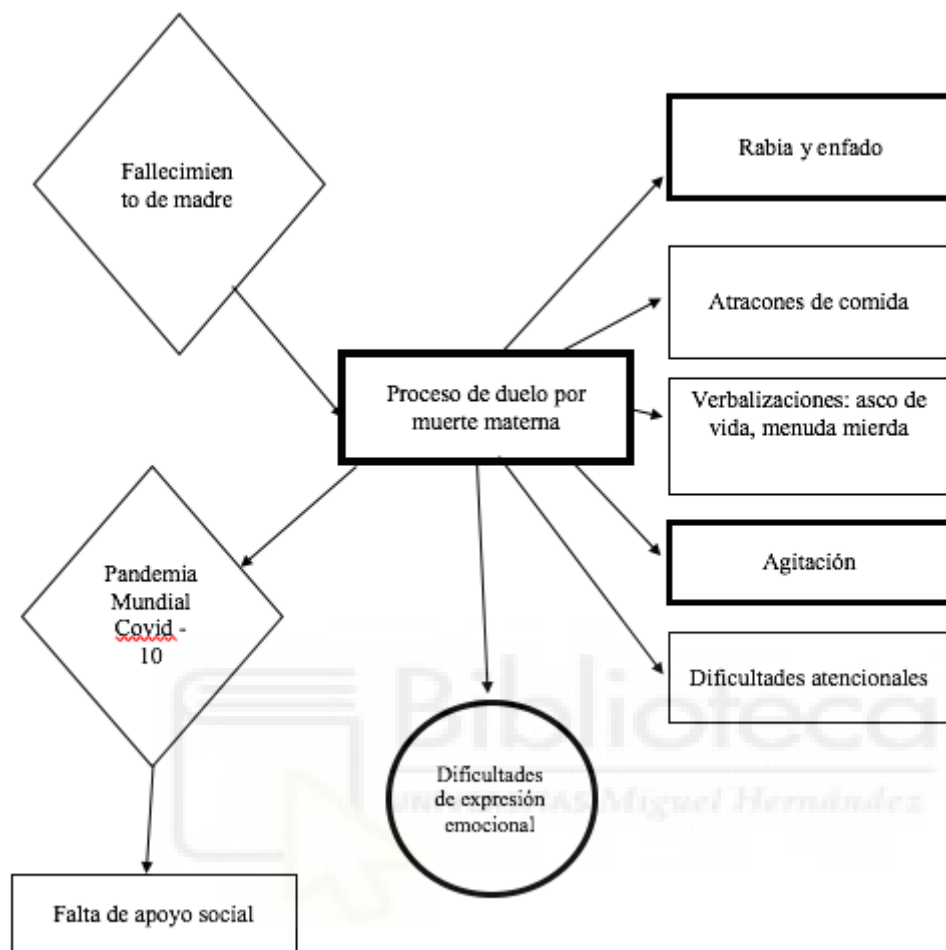 Fallecimien
to de madre
Rabia y enfado
Atracones de comida
Proceso de duelo por
muerte materna
Verbalizaciones: asco de
vida, menuda mierda
Agitación
Pandemia
Mundial
Covid -
10
Dificultades atencionales
Biblioteca
UNIVERSITAS Miguel Hernández
Dificultades
de expresión
emocional
Falta de apoyo social